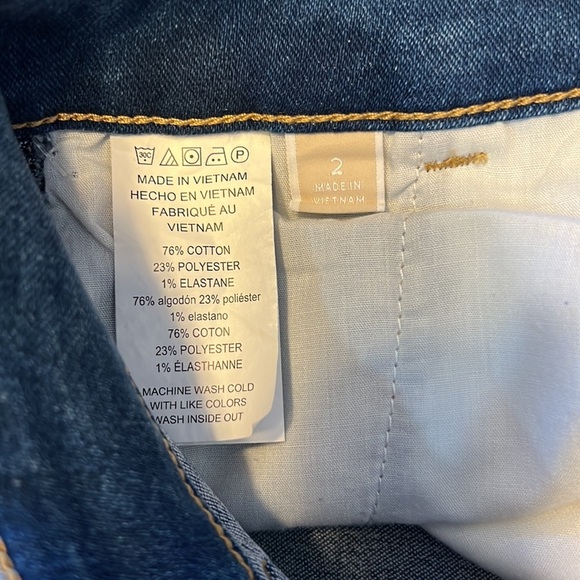 30C
P
MADE IN VIETNAM
HECHO EN VIETNAM
FABRIQUÉ AU
VIETNAM
76% COTTON
23% POLYESTER
1% ELASTANE
76% algodón 23% poliéster
1% elastano
76% COTON
23% POLYESTER
1% ÉLASTHANNE
MACHINE WASH COLD
WITH LIKE COLORS
WASH INSIDE OUT
2
MADE IN
VIETNAM